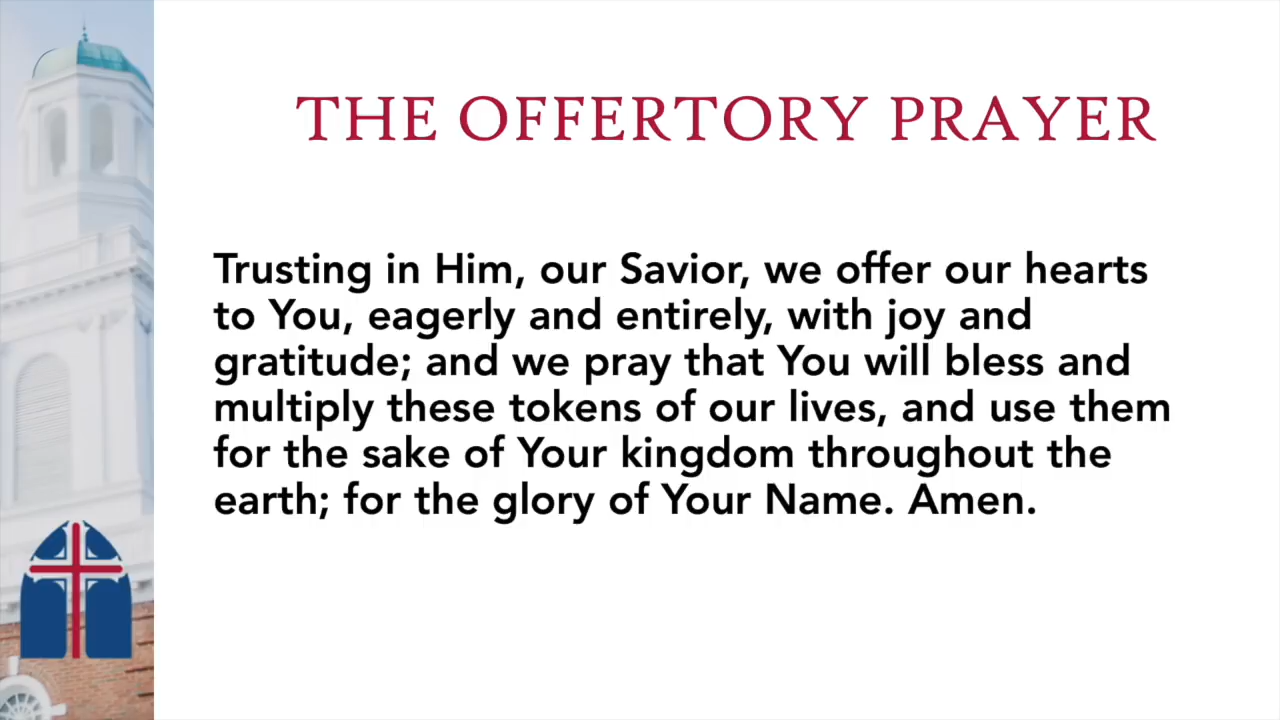 THE OFFERTORY PRAYER
Trusting in Him, our Savior, we offer our hearts
to You, eagerly and entirely, with joy and
gratitude; and we pray that You will bless and
multiply these tokens of our lives, and use them
for the sake of Your kingdom throughout the
earth; for the glory of Your Name. Amen.